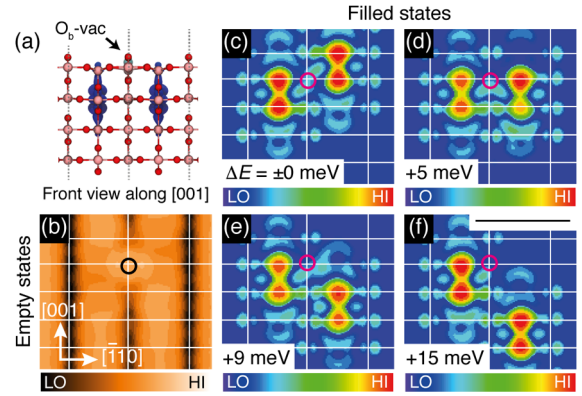 Filled states
(a)
O_b-vac
(c)
(d)
Front view along [001]
ΔE = ±0 meV
+5 meV
LO
HI
LO
HI
Empty states
(b)
(e)
(f)
[001]
[1̄10]
+9 meV
+15 meV
LO
HI
LO
HI
LO
HI